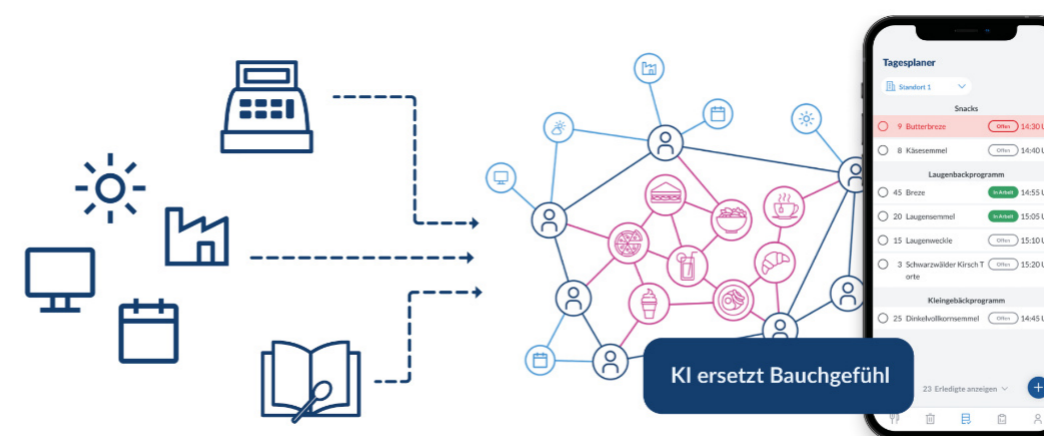 Tagesplaner
Standort 1
Snacks
9 Butterbreze Offen 14:30 U
8 Käsesemmel Offen 14:40 U
Laugenbackprogramm
45 Breze In Arbeit 14:55 U
20 Laugensemmel In Arbeit 15:05 U
15 Laugenweckle Offen 15:10 U
3 Schwarzwälder Kirsch T Offen 15:20 U
orte
Kleingebäckprogramm
25 Dinkelvollkornsemmel Offen 14:45 U
KI ersetzt Bauchgefühl
23 Erledigte anzeigen